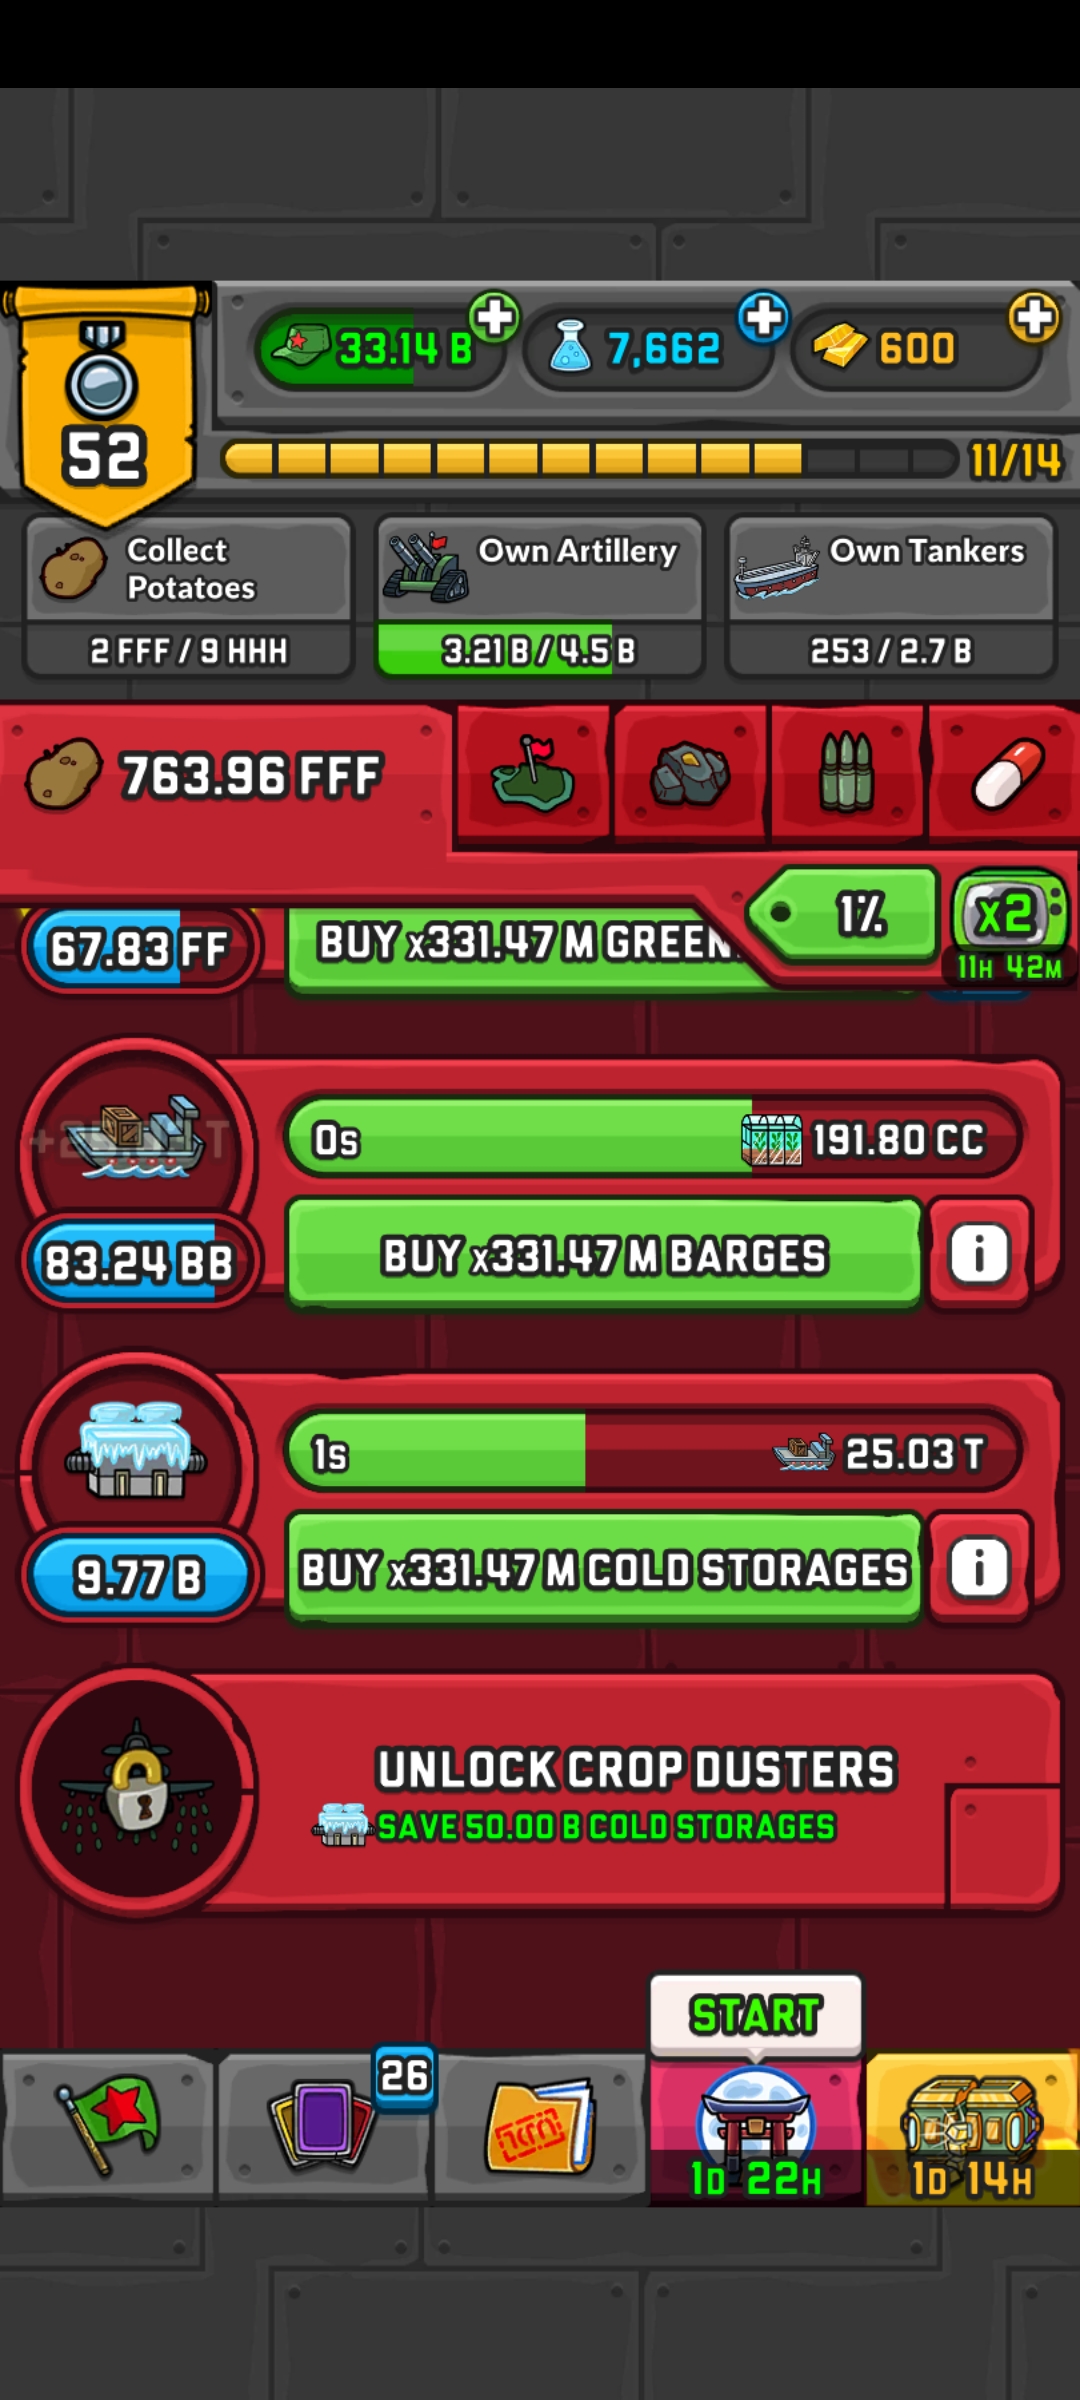 33.14 B
7,662
600
52
11/14
Collect
Potatoes
2 FFF / 9 HHH
Own Artillery
3.21 B / 4.5 B
Own Tankers
253 / 2.7 B
763.96 FFF
1%
x2
11H 42M
67.83 FF
BUY x331.47 M GREEN
0s
191.80 CC
83.24 BB
BUY x331.47 M BARGES
i
1s
25.03 T
9.77 B
BUY x331.47 M COLD STORAGES
i
UNLOCK CROP DUSTERS
SAVE 50.00 B COLD STORAGES
START
26
1D 22H
1D 14H